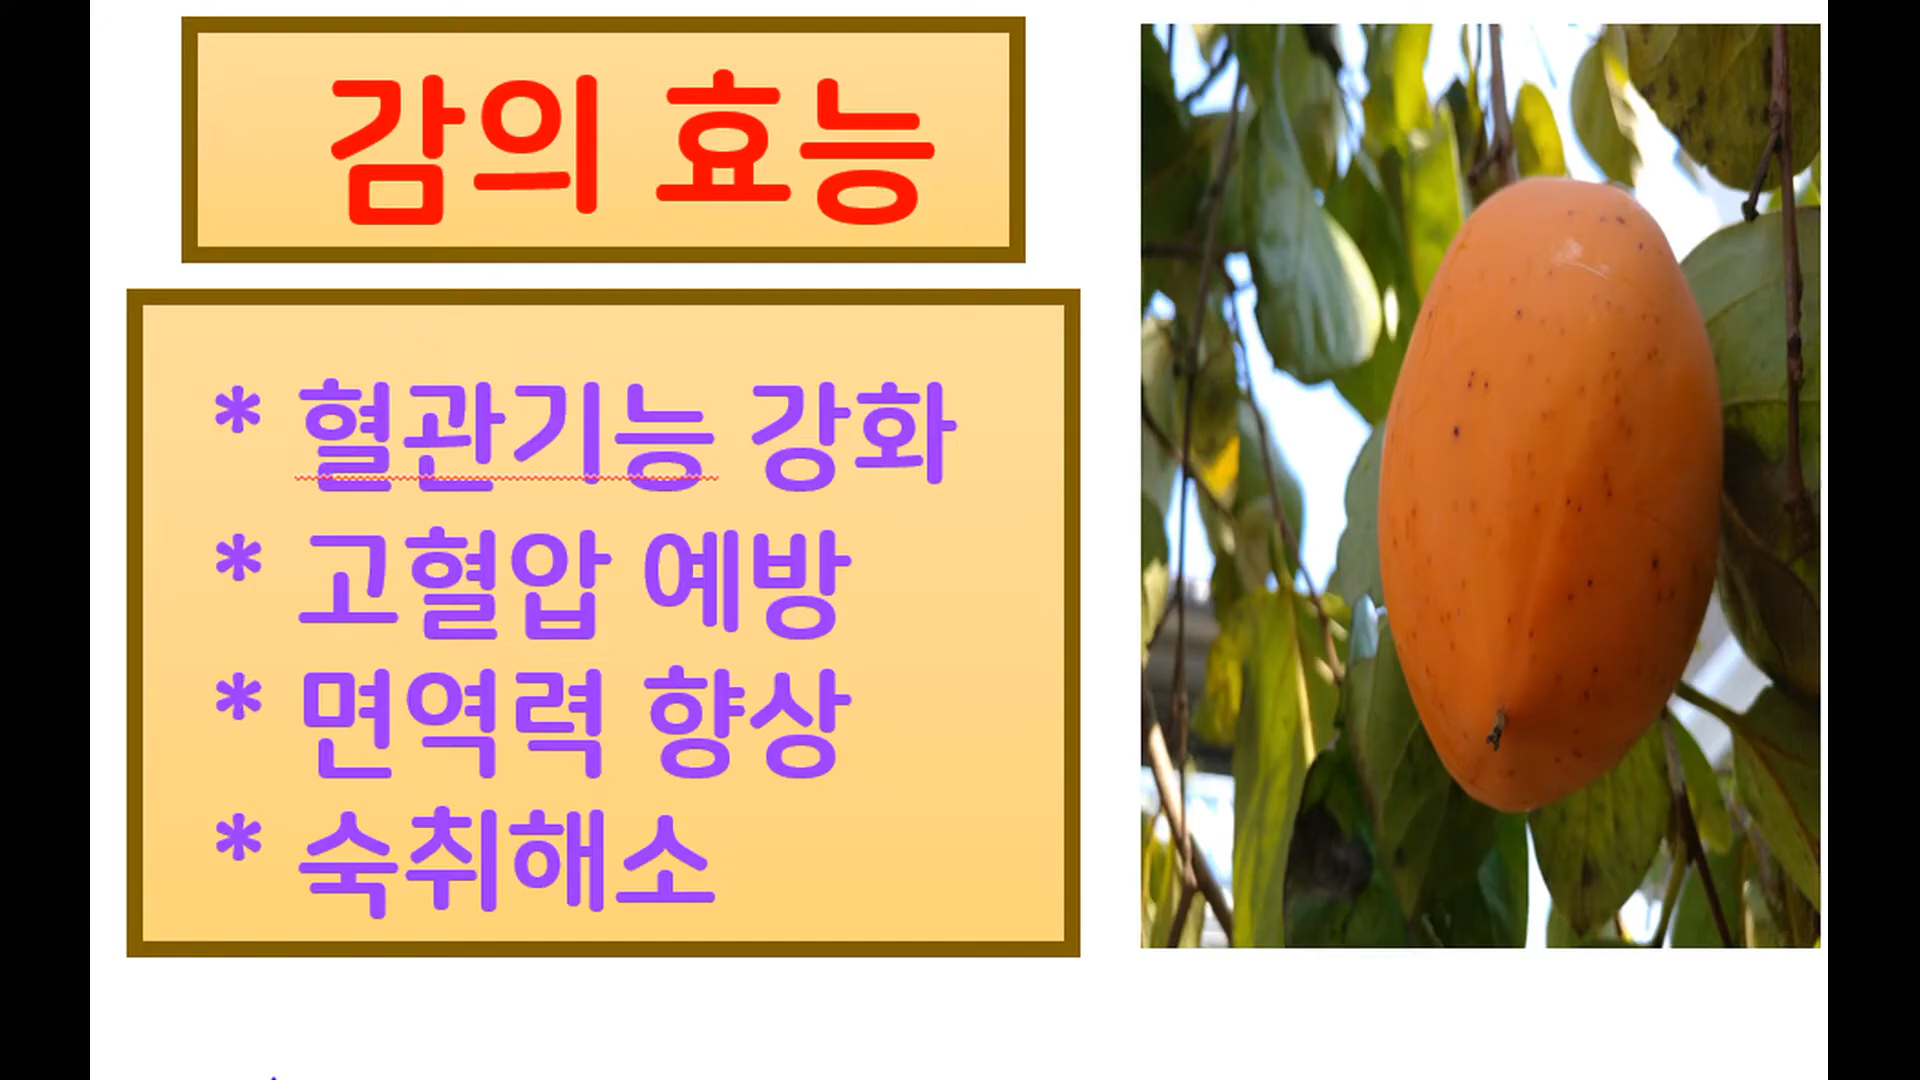 감의 효능
* 혈관기능 강화
* 고혈압 예방
* 면역력 향상
* 숙취해소